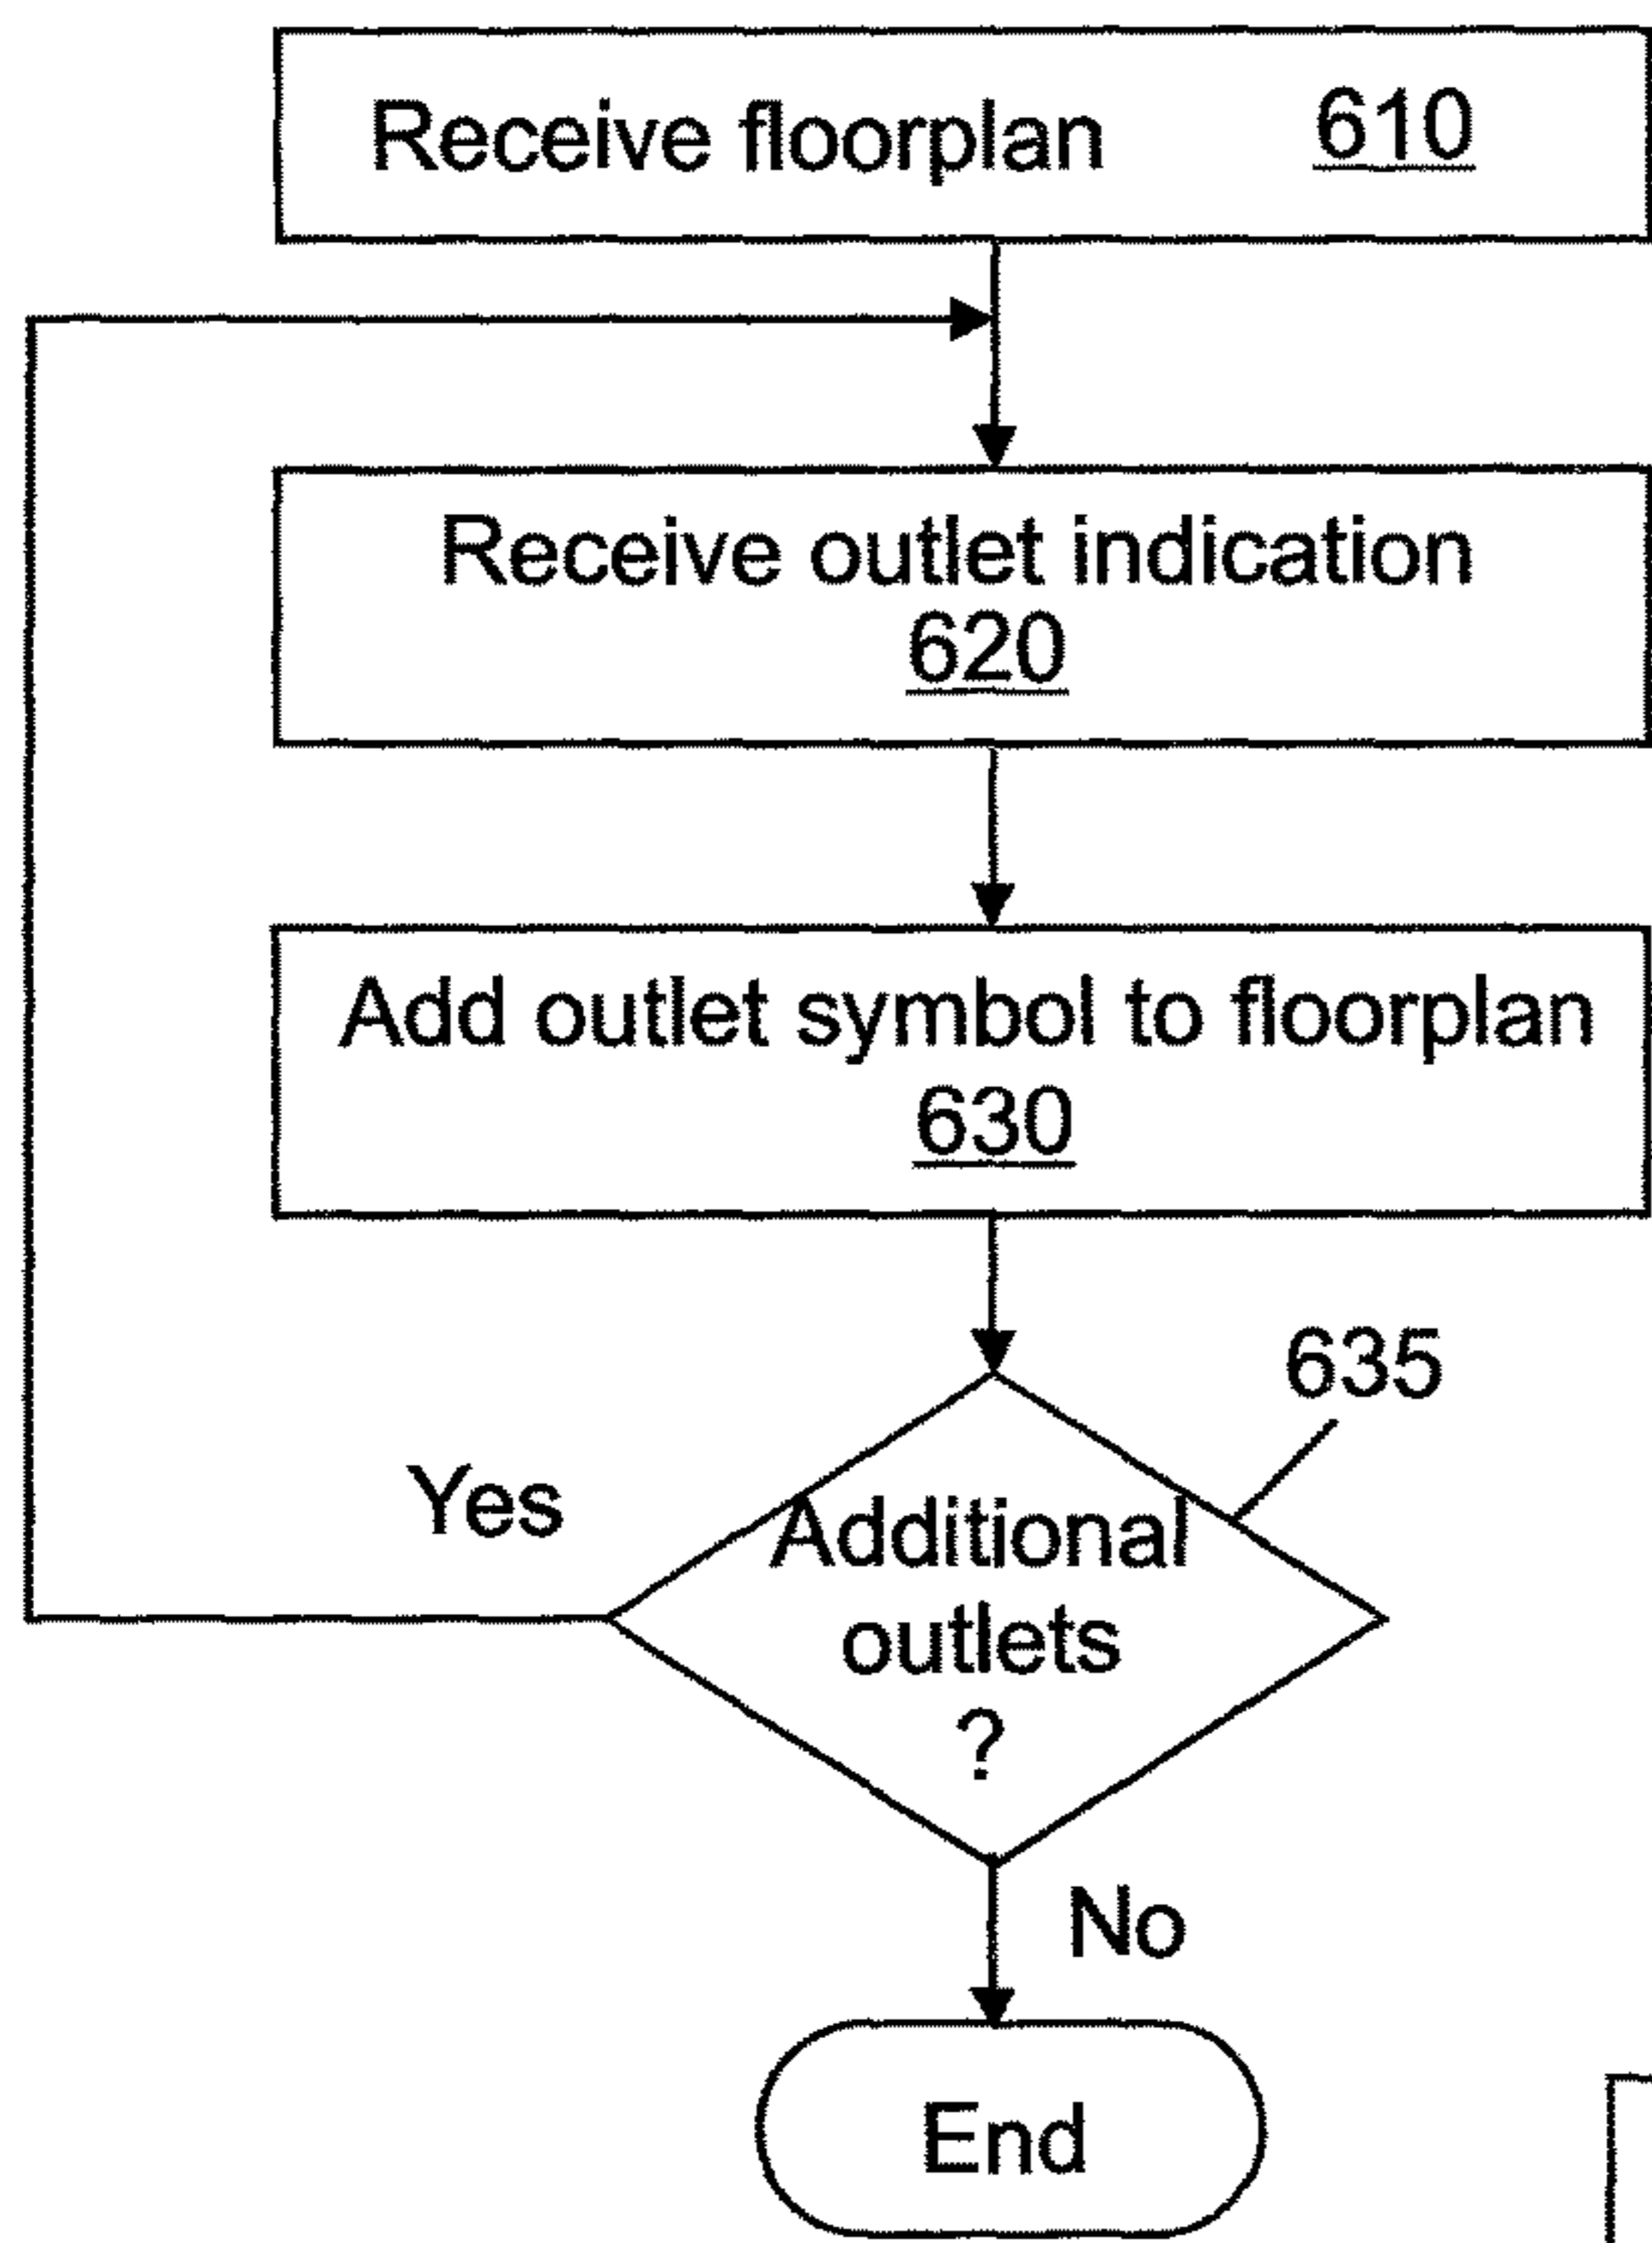 Receive floorplan 610
Receive outlet indication
620
Add outlet symbol to floorplan
630
635
Yes
Additional
outlets
?
No
End